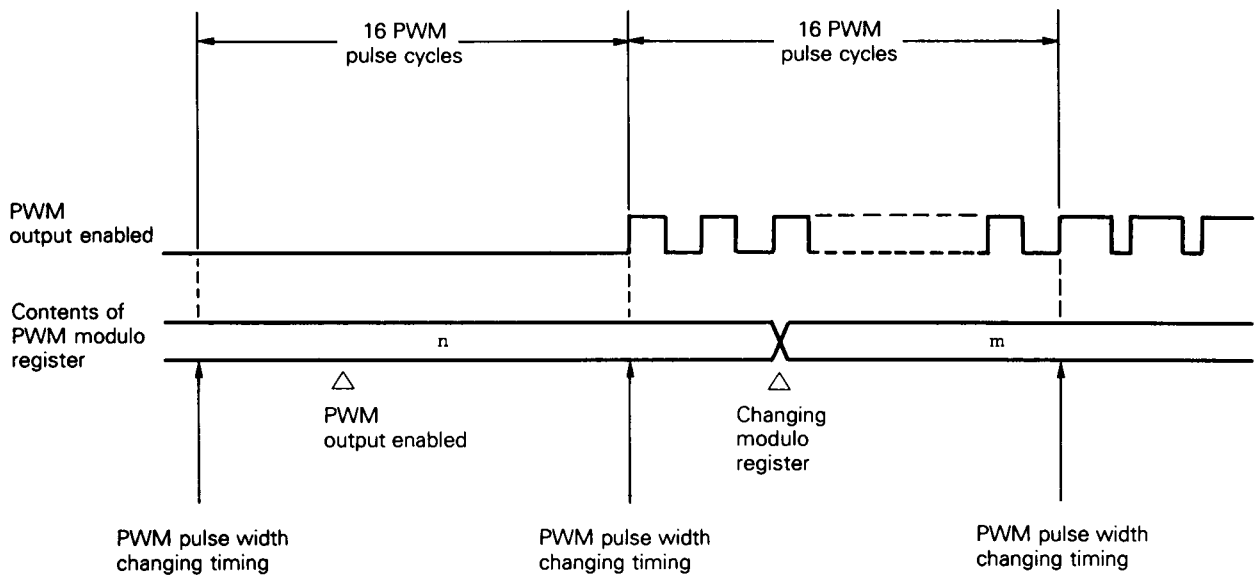 16 PWM
pulse cycles
16 PWM
pulse cycles
PWM
output enabled
Contents of
PWM modulo
register
n
m
PWM
output enabled
Changing
modulo
register
PWM pulse width
changing timing
PWM pulse width
changing timing
PWM pulse width
changing timing